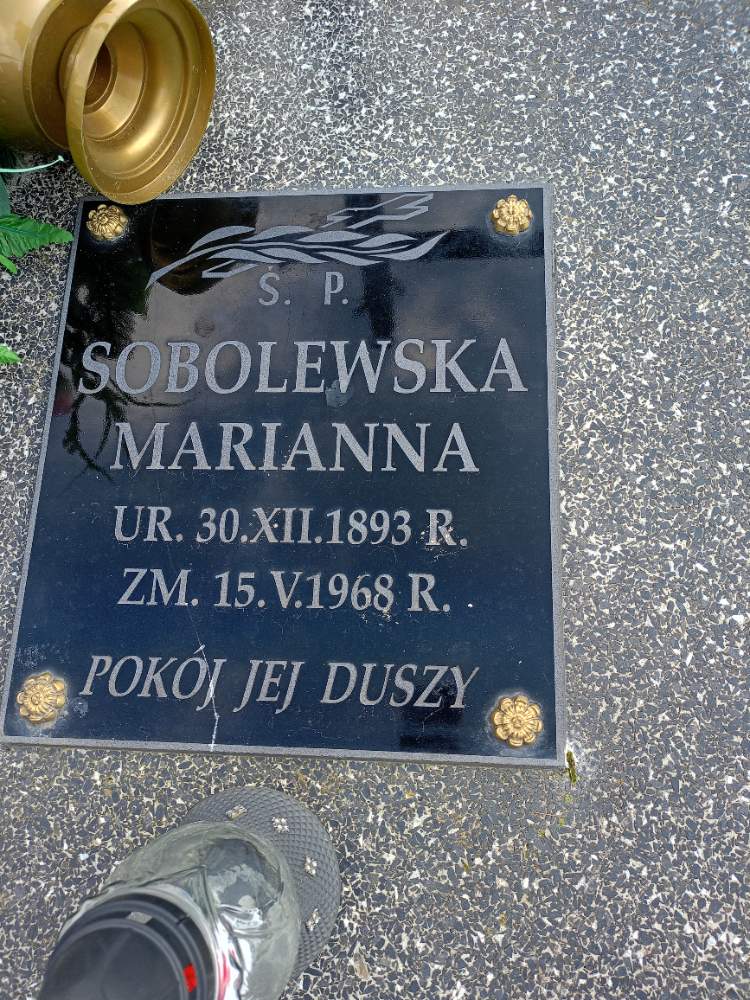 Ś. P.
SOBOLEWSKA
MARIANNA
UR. 30.XII.1893 R.
ZM. 15.V.1968 R.
POKÓJ JEJ DUSZY